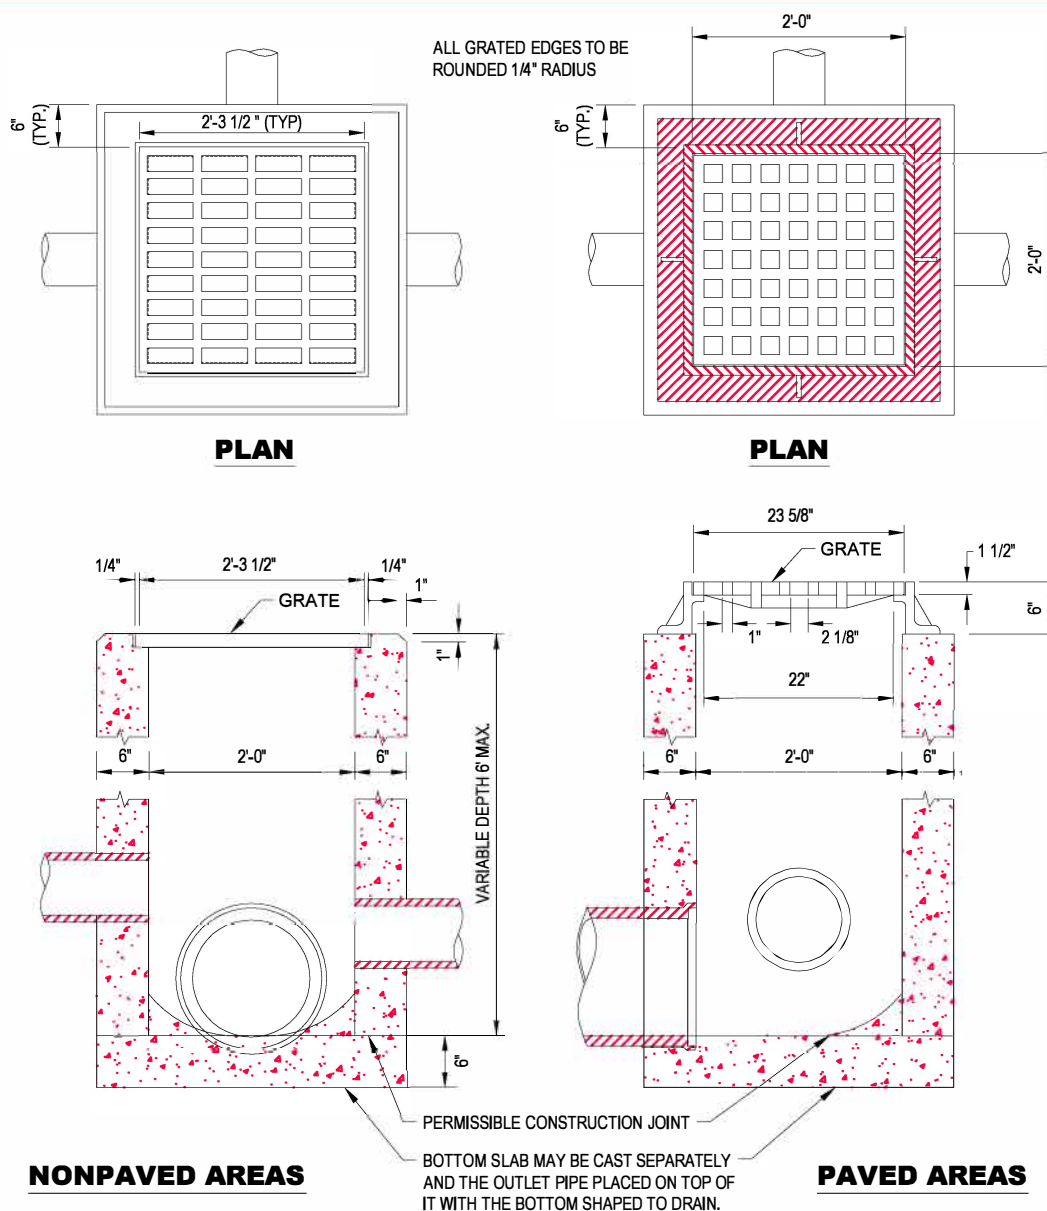 ALL GRATED EDGES TO BE
ROUNDED 1/4" RADIUS
2'-0"
6"
(TYP.)
2'-3 1/2 " (TYP)
6"
(TYP.)
2'-0"
PLAN
PLAN
23 5/8"
GRATE
1 1/2"
6"
1"
2 1/8"
22"
1/4"
2'-3 1/2"
1/4"
1"
GRATE
1"
6"
2'-0"
6"
VARIABLE DEPTH 6' MAX.
6"
2'-0"
6"
6"
PERMISSIBLE CONSTRUCTION JOINT
BOTTOM SLAB MAY BE CAST SEPARATELY
AND THE OUTLET PIPE PLACED ON TOP OF
IT WITH THE BOTTOM SHAPED TO DRAIN.
NONPAVED AREAS
PAVED AREAS